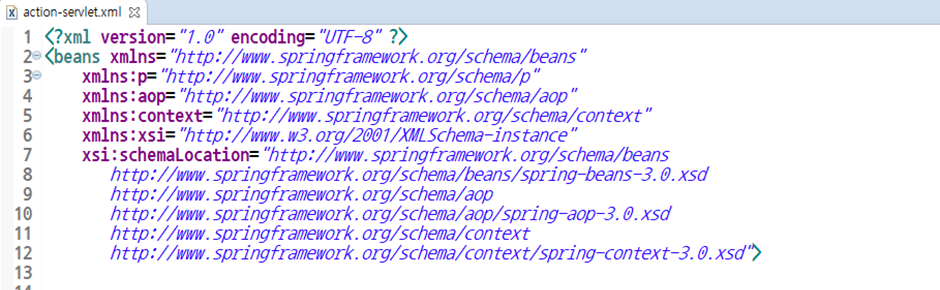 action-servlet.xml
1 <?xml version="1.0" encoding="UTF-8" ?>
2 <beans xmlns="http://www.springframework.org/schema/beans"
3 xmlns:p="http://www.springframework.org/schema/p"
4 xmlns:aop="http://www.springframework.org/schema/aop"
5 xmlns:context="http://www.springframework.org/schema/context"
6 xmlns:xsi="http://www.w3.org/2001/XMLSchema-instance"
7 xsi:schemaLocation="http://www.springframework.org/schema/beans
8 http://www.springframework.org/schema/beans/spring-beans-3.0.xsd
9 http://www.springframework.org/schema/aop
10 http://www.springframework.org/schema/aop/spring-aop-3.0.xsd
11 http://www.springframework.org/schema/context
12 http://www.springframework.org/schema/context/spring-context-3.0.xsd">
13